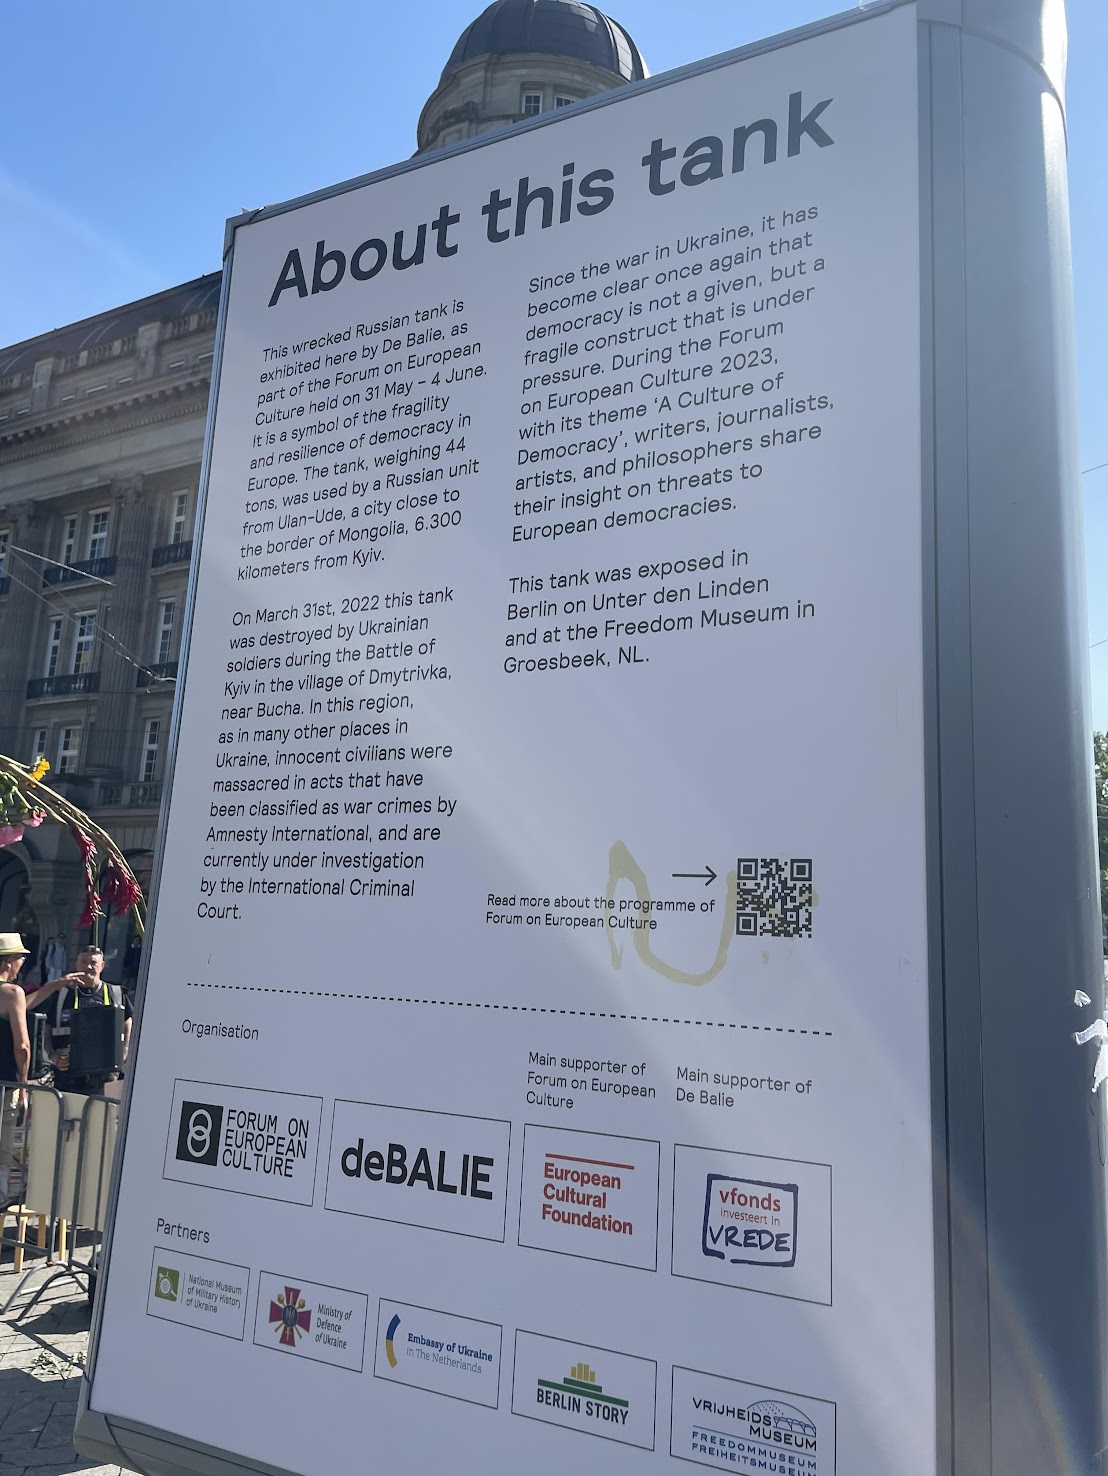 About this tank
This wrecked Russian tank is
exhibited here by De Balie, as
part of the Forum on European
Culture held on 31 May – 4 June.
It is a symbol of the fragility
and resilience of democracy in
Europe. The tank, weighing 44
tons, was used by a Russian unit
from Ulan-Ude, a city close to
the border of Mongolia, 6.300
kilometers from Kyiv.
On March 31st, 2022 this tank
was destroyed by Ukrainian
soldiers during the Battle of
Kyiv in the village of Dmytrivka,
near Bucha. In this region,
as in many other places in
Ukraine, innocent civilians were
massacred in acts that have
been classified as war crimes by
Amnesty International, and are
currently under investigation
by the International Criminal
Court.
Since the war in Ukraine, it has
become clear once again that
democracy is not a given, but a
fragile construct that is under
pressure. During the Forum
on European Culture 2023,
with its theme ‘A Culture of
Democracy’, writers, journalists,
artists, and philosophers share
their insight on threats to
European democracies.
This tank was exposed in
Berlin on Unter den Linden
and at the Freedom Museum in
Groesbeek, NL.
Read more about the programme of
Forum on European Culture
Organisation
FORUM ON
EUROPEAN
CULTURE
deBALIE
Main supporter of
Forum on European
Culture
European
Cultural
Foundation
Main supporter of
De Balie
vfonds
investeert in
VREDE
Partners
National Museum
of Military History
of Ukraine
Ministry of
Defence
of Ukraine
Embassy of Ukraine
in The Netherlands
BERLIN STORY
VRIJHEIDS
MUSEUM
FREEDOMMUSEUM
FREIHEITSMUSEUM